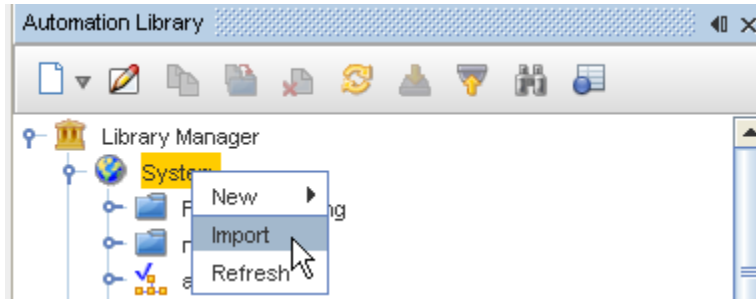 Automation Library
Library Manager
System
New
Import
Refresh